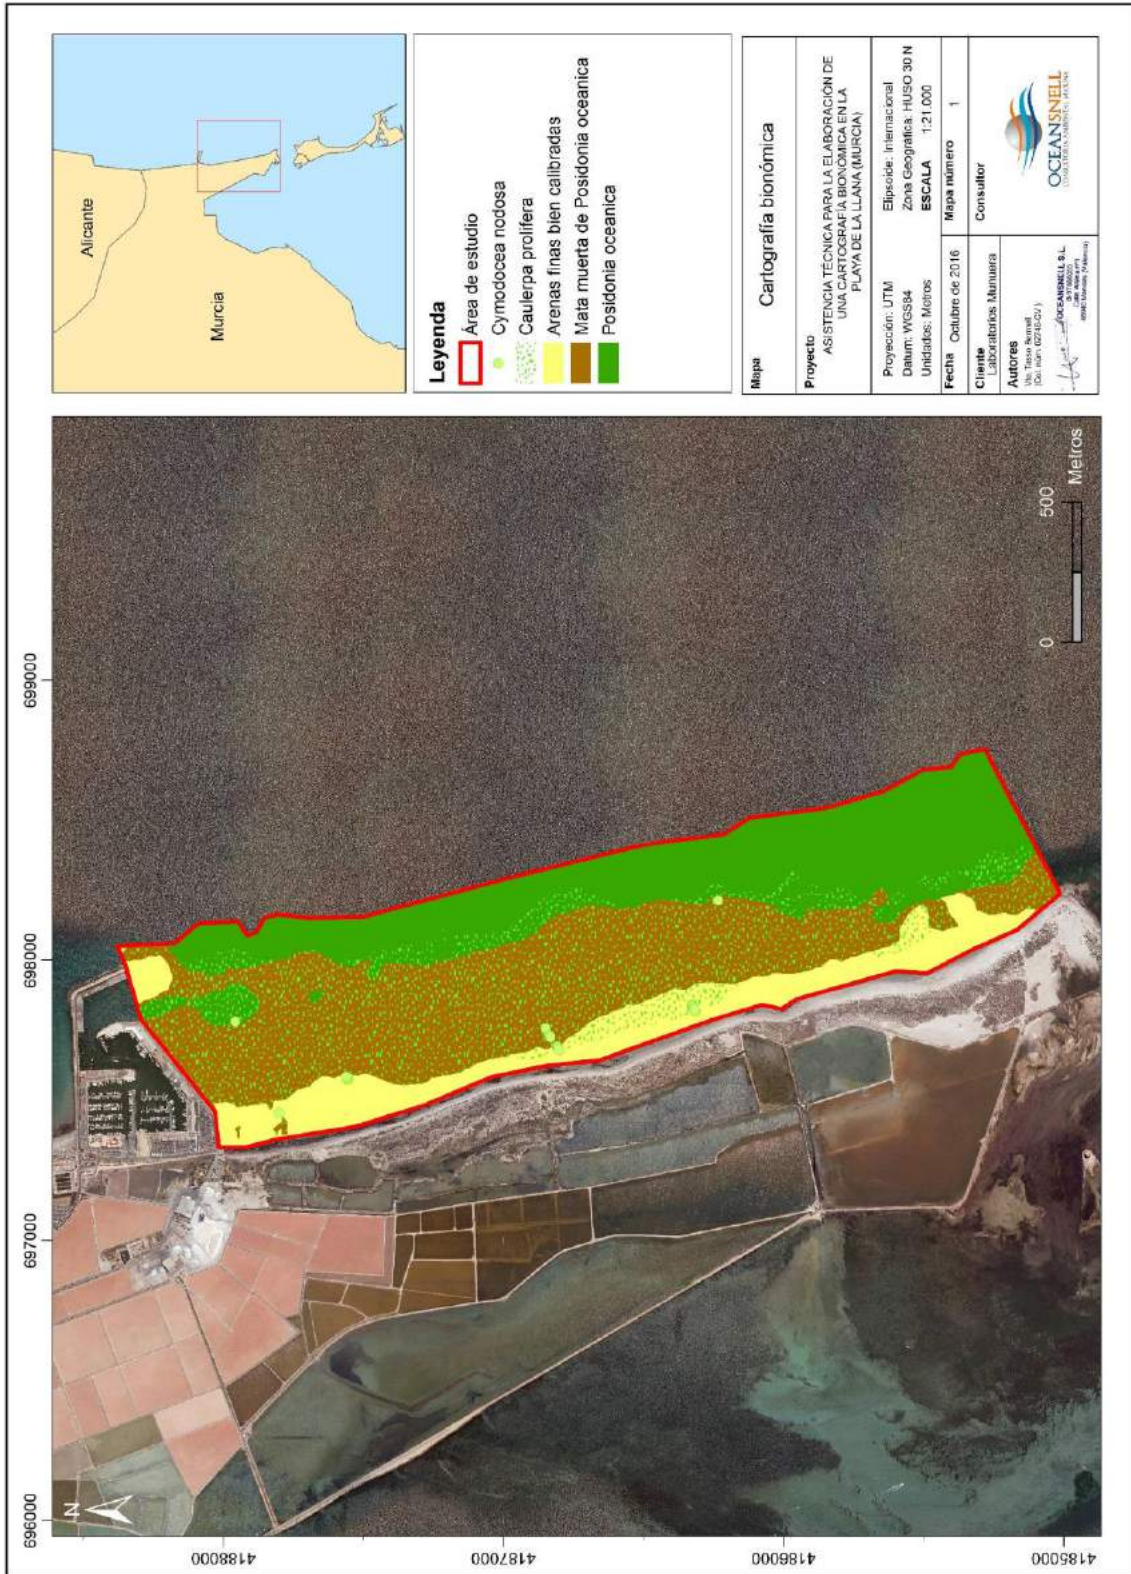 Alicante
Murcia
Leyenda
Área de estudio
Cymodocea nodosa
Caulerpa prolifera
Arenas finas bien calibradas
Mata muerta de Posidonia oceanica
Posidonia oceanica
Mapa
Cartografía bionómica
Proyecto
ASISTENCIA TÉCNICA PARA LA ELABORACIÓN DE
UNA CARTOGRAFÍA BIONÓMICA EN LA
PLAYA DE LA LLANA (MURCIA)
Proyección: UTM
Datum: WGS84
Unidades: Metros
Elipsoide: Internacional
Zona Geográfica: HUSO 30 N
ESCALA 1:21.000
Fecha Octubre de 2016
Mapa número 1
Cliente
Laboratorios Munuera
Consultor
Autores
OCEANSNELL S.L.
OCEANSNELL
N
696000
697000
698000
699000
4188000
4187000
4186000
4185000
0 500
Metros